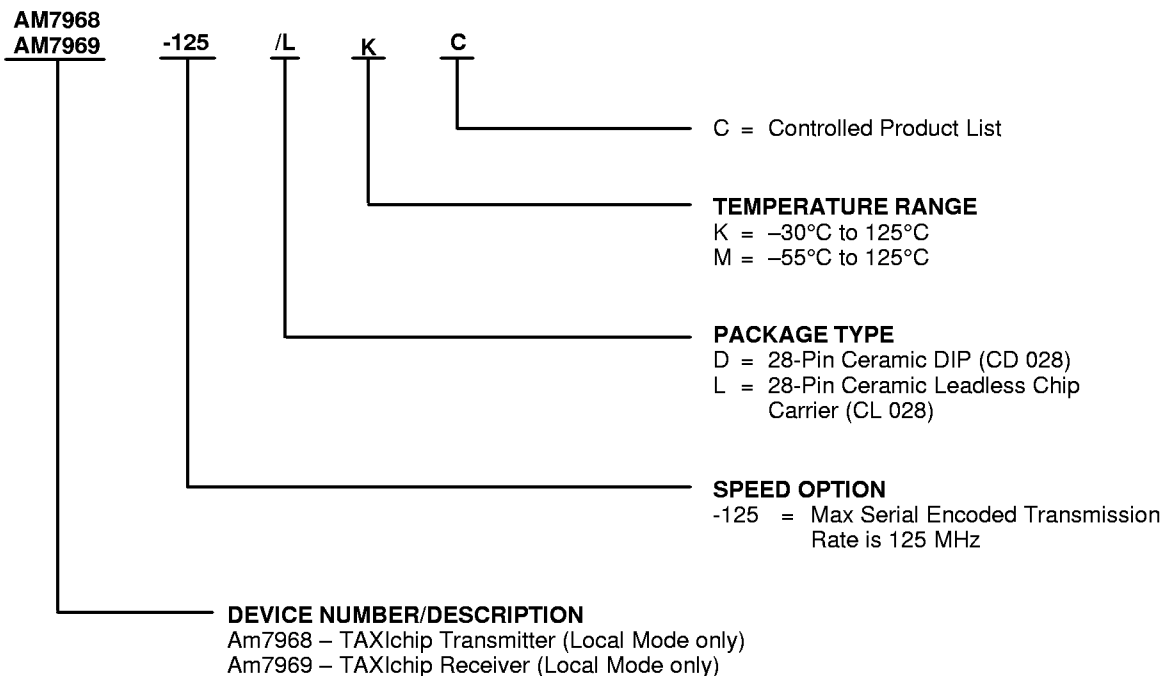 AM7968
AM7969 -125 /L K C
C = Controlled Product List
TEMPERATURE RANGE
K = –30°C to 125°C
M = –55°C to 125°C
PACKAGE TYPE
D = 28-Pin Ceramic DIP (CD 028)
L = 28-Pin Ceramic Leadless Chip
Carrier (CL 028)
SPEED OPTION
-125 = Max Serial Encoded Transmission
Rate is 125 MHz
DEVICE NUMBER/DESCRIPTION
Am7968 – TAXIchip Transmitter (Local Mode only)
Am7969 – TAXIchip Receiver (Local Mode only)